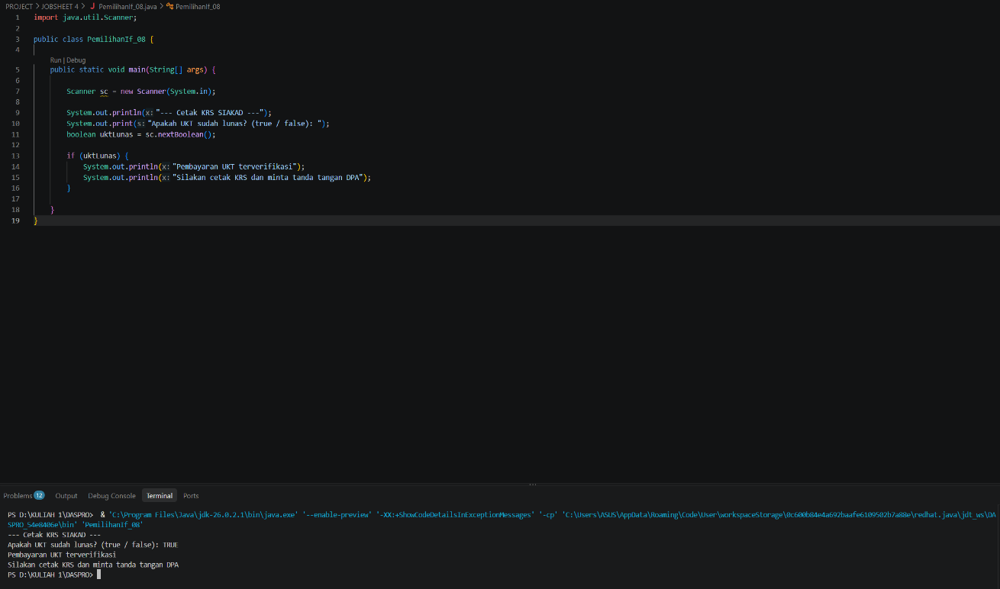 PROJECT > JOBSHEET 4 > J PemilihanIf_08.java > PemilihanIf_08
1 import java.util.Scanner;
2
3 public class PemilihanIf_08 {
4
Run | Debug
5 public static void main(String[] args) {
6
7 Scanner sc = new Scanner(System.in);
8
9 System.out.println(x: "--- Cetak KRS SIAKAD ---");
10 System.out.print(s: "Apakah UKT sudah lunas? (true / false): ");
11 boolean uktLunas = sc.nextBoolean();
12
13 if (uktLunas) {
14 System.out.println(x: "Pembayaran UKT terverifikasi");
15 System.out.println(x: "Silakan cetak KRS dan minta tanda tangan DPA");
16 }
17
18 }
19 }
Problems 12 Output Debug Console Terminal Ports
PS D:\KULIAH 1\DASPRO> & 'C:\Program Files\Java\jdk-26.0.2.1\bin\java.exe' '--enable-preview' '-XX:+ShowCodeDetailsInExceptionMessages' '-cp' 'C:\Users\ASUS\AppData\Roaming\Code\User\workspaceStorage\0c600b84e4a692baafe6109502b7a88e\redhat.java\jdt_ws\DA
SPRO_54e8406e\bin' 'PemilihanIf_08'
--- Cetak KRS SIAKAD ---
Apakah UKT sudah lunas? (true / false): TRUE
Pembayaran UKT terverifikasi
Silakan cetak KRS dan minta tanda tangan DPA
PS D:\KULIAH 1\DASPRO>